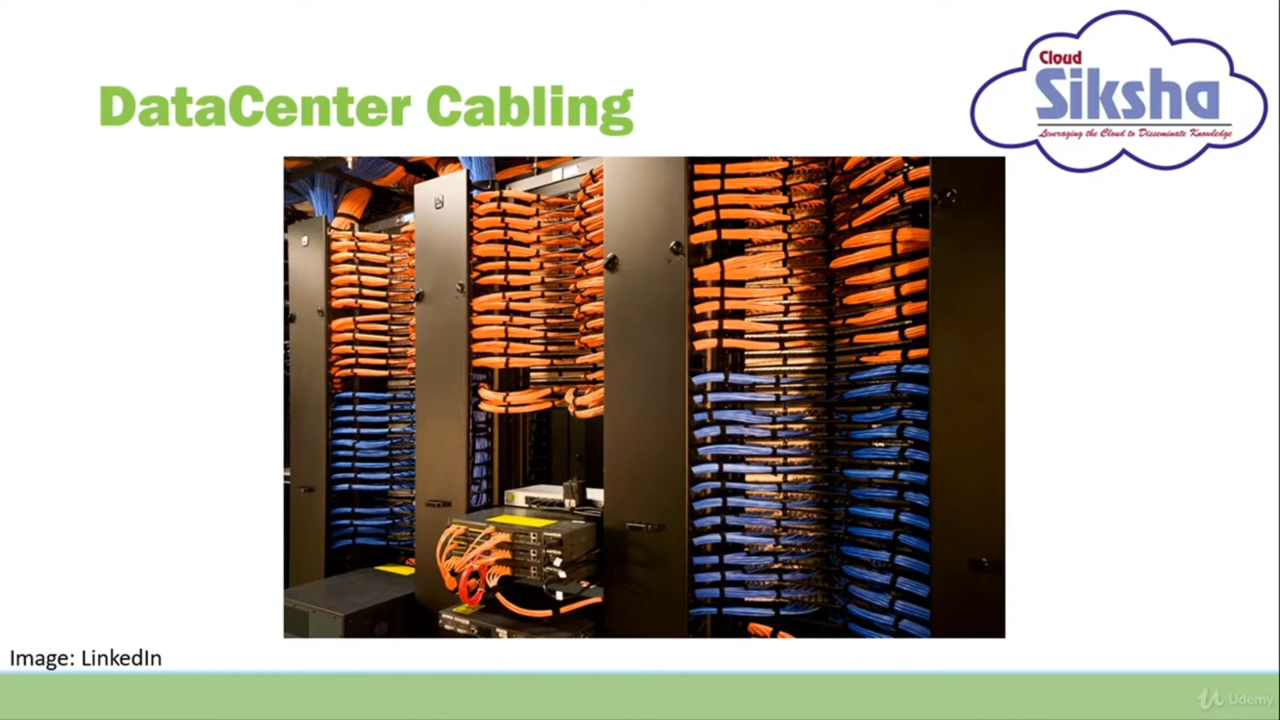 DataCenter Cabling
Cloud
Siksha
Leveraging the Cloud to Disseminate Knowledge
Image: LinkedIn
Udemy